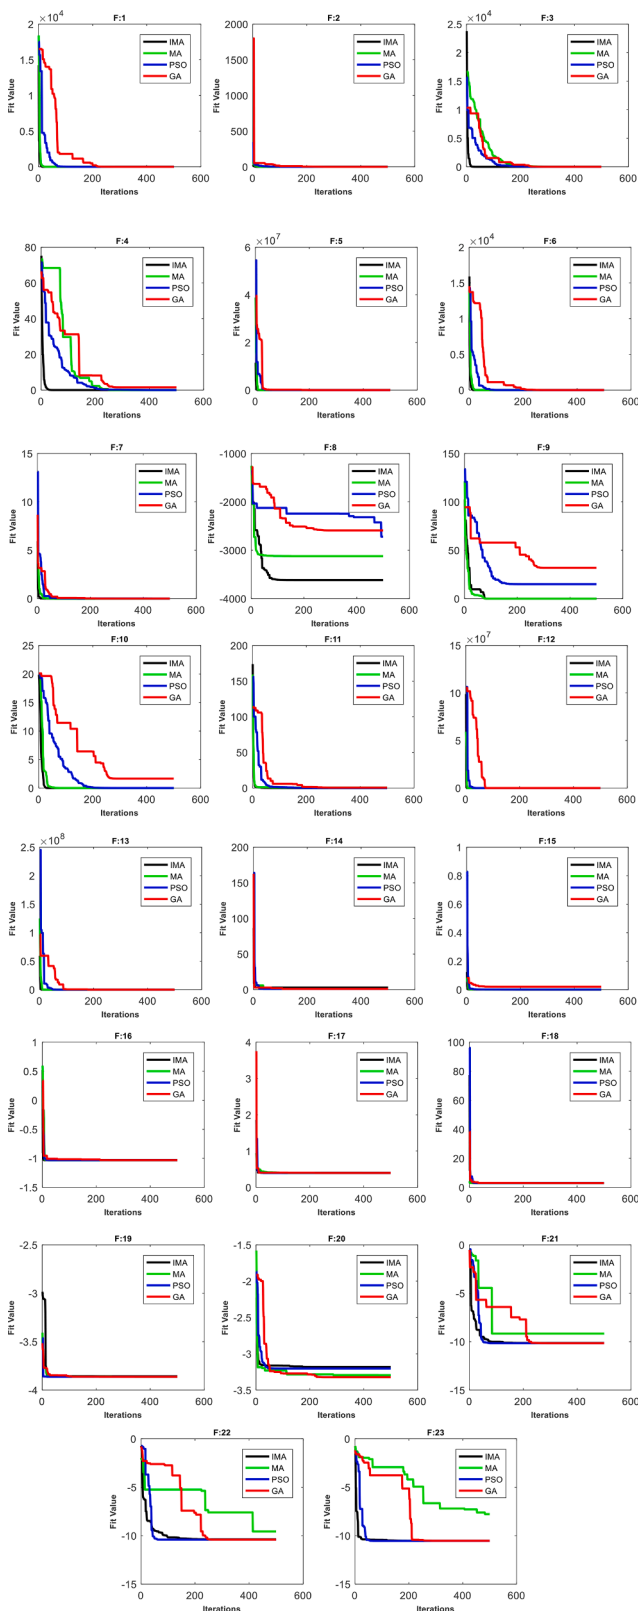 F:1
×10^4
2
1.5
1
0.5
0
Fit Value
IMA
MA
PSO
GA
0 200 400 600
Iterations
F:2
2000
1500
1000
500
0
Fit Value
IMA
MA
PSO
GA
0 200 400 600
Iterations
F:3
×10^4
2.5
2
1.5
1
0.5
0
Fit Value
IMA
MA
PSO
GA
0 200 400 600
Iterations
F:4
80
60
40
20
0
Fit Value
IMA
MA
PSO
GA
0 200 400 600
Iterations
F:5
×10^7
6
4
2
0
Fit Value
IMA
MA
PSO
GA
0 200 400 600
Iterations
F:6
×10^4
2
1.5
1
0.5
0
Fit Value
IMA
MA
PSO
GA
0 200 400 600
Iterations
F:7
15
10
5
0
Fit Value
IMA
MA
PSO
GA
0 200 400 600
Iterations
F:8
-1000
-2000
-3000
-4000
Fit Value
IMA
MA
PSO
GA
0 200 400 600
Iterations
F:9
150
100
50
0
Fit Value
IMA
MA
PSO
GA
0 200 400 600
Iterations
F:10
25
20
15
10
5
0
Fit Value
IMA
MA
PSO
GA
0 200 400 600
Iterations
F:11
200
150
100
50
0
Fit Value
IMA
MA
PSO
GA
0 200 400 600
Iterations
F:12
×10^7
15
10
5
0
Fit Value
IMA
MA
PSO
GA
0 200 400 600
Iterations
F:13
×10^8
2.5
2
1.5
1
0.5
0
Fit Value
IMA
MA
PSO
GA
0 200 400 600
Iterations
F:14
200
150
100
50
0
Fit Value
IMA
MA
PSO
GA
0 200 400 600
Iterations
F:15
1
0.8
0.6
0.4
0.2
0
Fit Value
IMA
MA
PSO
GA
0 200 400 600
Iterations
F:16
1
0.5
0
-0.5
-1
-1.5
Fit Value
IMA
MA
PSO
GA
0 200 400 600
Iterations
F:17
4
3
2
1
0
Fit Value
IMA
MA
PSO
GA
0 200 400 600
Iterations
F:18
100
80
60
40
20
0
Fit Value
IMA
MA
PSO
GA
0 200 400 600
Iterations
F:19
-2.5
-3
-3.5
-4
Fit Value
IMA
MA
PSO
GA
0 200 400 600
Iterations
F:20
-1.5
-2
-2.5
-3
-3.5
Fit Value
IMA
MA
PSO
GA
0 200 400 600
Iterations
F:21
0
-5
-10
-15
Fit Value
IMA
MA
PSO
GA
0 200 400 600
Iterations
F:22
0
-5
-10
-15
Fit Value
IMA
MA
PSO
GA
0 200 400 600
Iterations
F:23
0
-5
-10
-15
Fit Value
IMA
MA
PSO
GA
0 200 400 600
Iterations